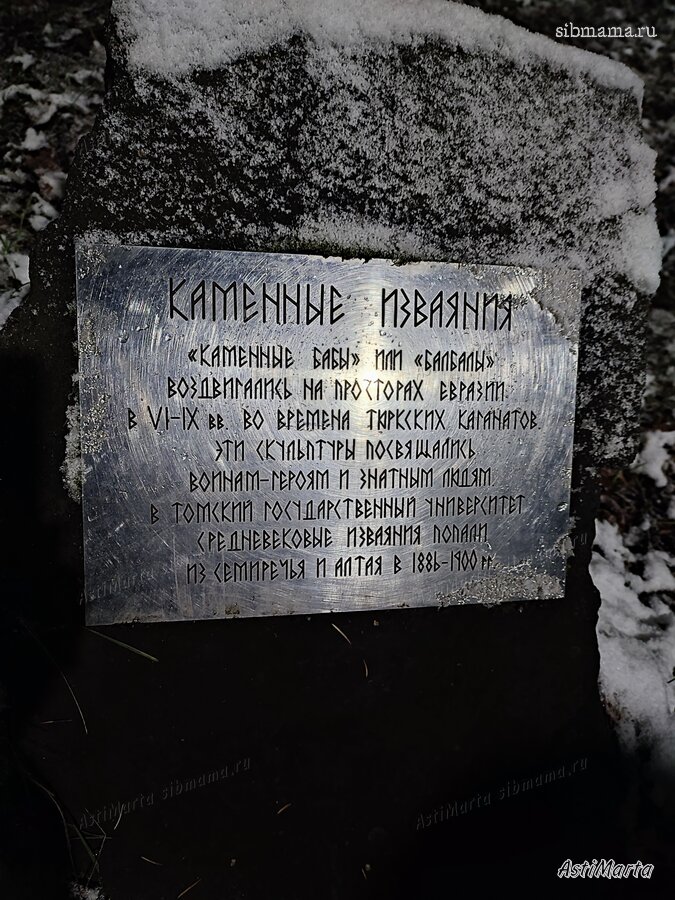 sibmama.ru
КАМЕННЫЕ ИЗВАЯНИЯ
«КАМЕННЫЕ БАБЫ» ИЛИ «БАЛБАЛЫ»
ВОЗДВИГАЛИСЬ НА ПРОСТОРАХ ЕВРАЗИИ
В VI-IX ВВ. ВО ВРЕМЕНА ТЮРКСКИХ КАГАНАТОВ.
ЭТИ СКУЛЬПТУРЫ ПОСВЯЩАЛИСЬ
ВОИНАМ-ГЕРОЯМ И ЗНАТНЫМ ЛЮДЯМ.
В ТОМСКИЙ ГОСУДАРСТВЕННЫЙ УНИВЕРСИТЕТ
СРЕДНЕВЕКОВЫЕ ИЗВАЯНИЯ ПОПАЛИ
ИЗ СЕМИРЕЧЬЯ И АЛТАЯ В 1886-1900 ГГ.
AstiMarta sibmama.ru
AstiMarta sibmama.ru
AstiMarta